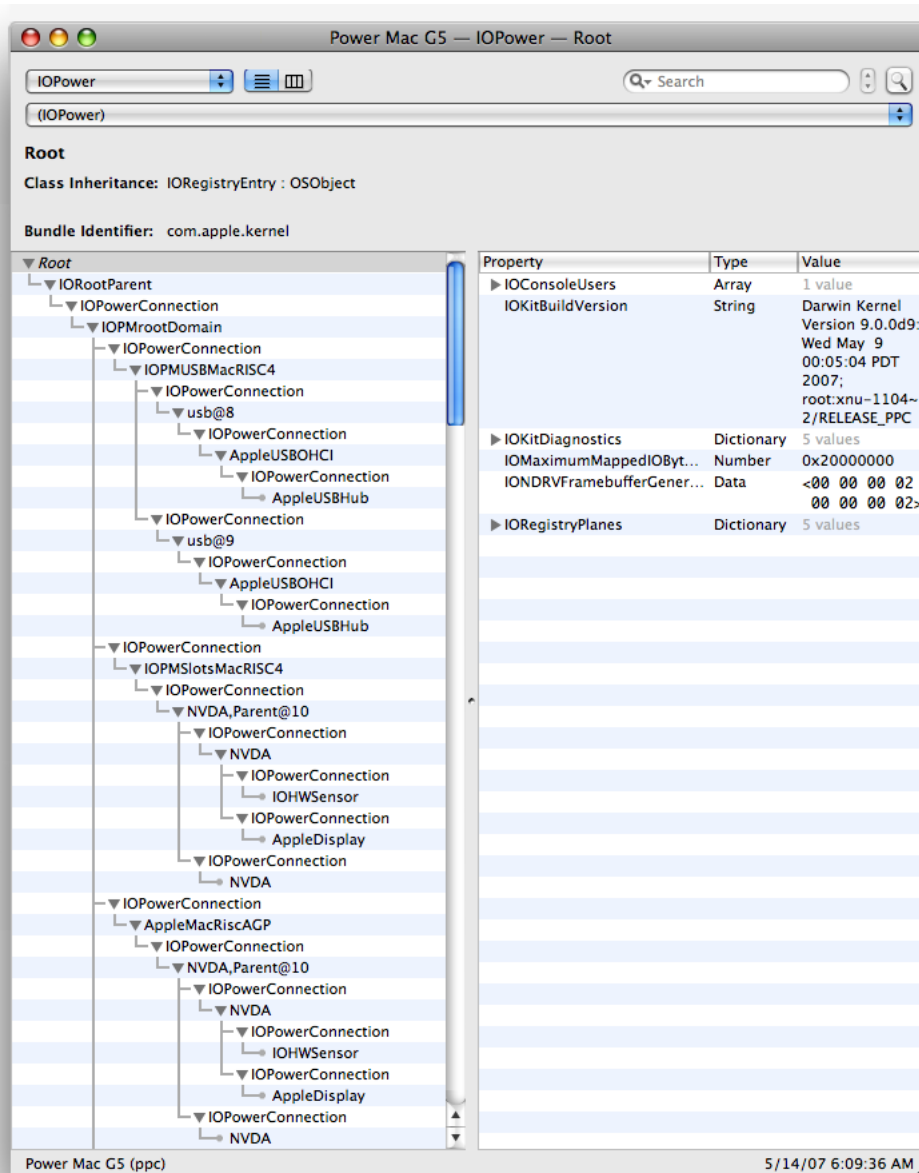 Power Mac G5 — IOPower — Root
IOPower
Search
(IOPower)
Root
Class Inheritance: IORegistryEntry : OSObject
Bundle Identifier: com.apple.kernel
Root
IORootParent
IOPowerConnection
IOPMrootDomain
IOPowerConnection
IOPMUSBMacRISC4
IOPowerConnection
usb@8
IOPowerConnection
AppleUSBOHCI
IOPowerConnection
AppleUSBHub
IOPowerConnection
usb@9
IOPowerConnection
AppleUSBOHCI
IOPowerConnection
AppleUSBHub
IOPowerConnection
IOPMSlotsMacRISC4
IOPowerConnection
NVDA,Parent@10
IOPowerConnection
NVDA
IOPowerConnection
IOHWSensor
IOPowerConnection
AppleDisplay
IOPowerConnection
NVDA
IOPowerConnection
AppleMacRiscAGP
IOPowerConnection
NVDA,Parent@10
IOPowerConnection
NVDA
IOPowerConnection
IOHWSensor
IOPowerConnection
AppleDisplay
IOPowerConnection
NVDA
Property Type Value
IOConsoleUsers Array 1 value
IOKitBuildVersion String Darwin Kernel
Version 9.0.0d9:
Wed May 9
00:05:04 PDT
2007;
root:xnu-1104~
2/RELEASE_PPC
IOKitDiagnostics Dictionary 5 values
IOMaximumMappedIOByt... Number 0x20000000
IONDRVFramebufferGener... Data <00 00 00 02
00 00 00 02>
IORegistryPlanes Dictionary 5 values
Power Mac G5 (ppc) 5/14/07 6:09:36 AM